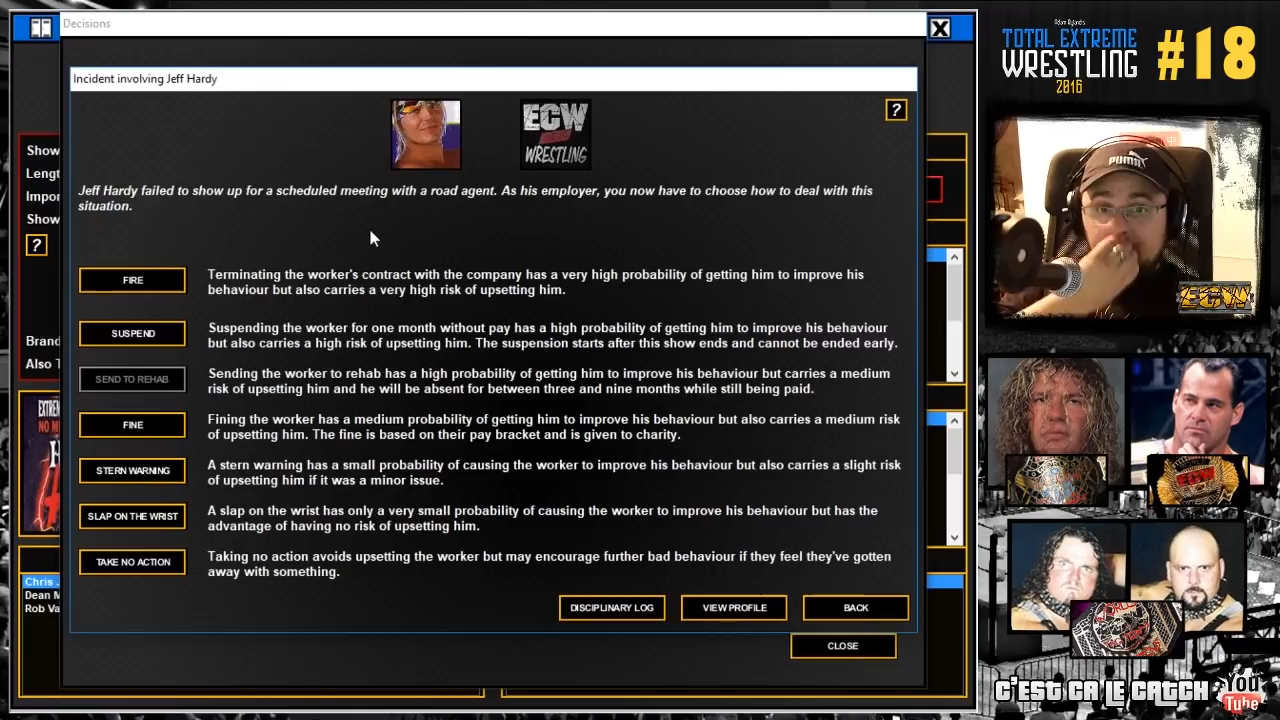 Decisions
Adam Ryland's
TOTAL EXTREME
WRESTLING
2016
#18
Incident involving Jeff Hardy
ECW
WRESTLING
?
Jeff Hardy failed to show up for a scheduled meeting with a road agent. As his employer, you now have to choose how to deal with this
situation.
Show
Lengt
Impor
Show
?
Brand
Also T
FIRE
Terminating the worker's contract with the company has a very high probability of getting him to improve his
behaviour but also carries a very high risk of upsetting him.
SUSPEND
Suspending the worker for one month without pay has a high probability of getting him to improve his behaviour
but also carries a high risk of upsetting him. The suspension starts after this show ends and cannot be ended early.
SEND TO REHAB
Sending the worker to rehab has a high probability of getting him to improve his behaviour but carries a medium
risk of upsetting him and he will be absent for between three and nine months while still being paid.
FINE
Fining the worker has a medium probability of getting him to improve his behaviour but also carries a medium risk
of upsetting him. The fine is based on their pay bracket and is given to charity.
STERN WARNING
A stern warning has a small probability of causing the worker to improve his behaviour but also carries a slight risk
of upsetting him if it was a minor issue.
SLAP ON THE WRIST
A slap on the wrist has only a very small probability of causing the worker to improve his behaviour but has the
advantage of having no risk of upsetting him.
TAKE NO ACTION
Taking no action avoids upsetting the worker but may encourage further bad behaviour if they feel they've gotten
away with something.
EXTREM
NO M
Chris .
Dean M
Rob Va
DISCIPLINARY LOG
VIEW PROFILE
BACK
CLOSE
PUMA
ECW
ECW
C'EST ÇA LE CATCH
You
Tube